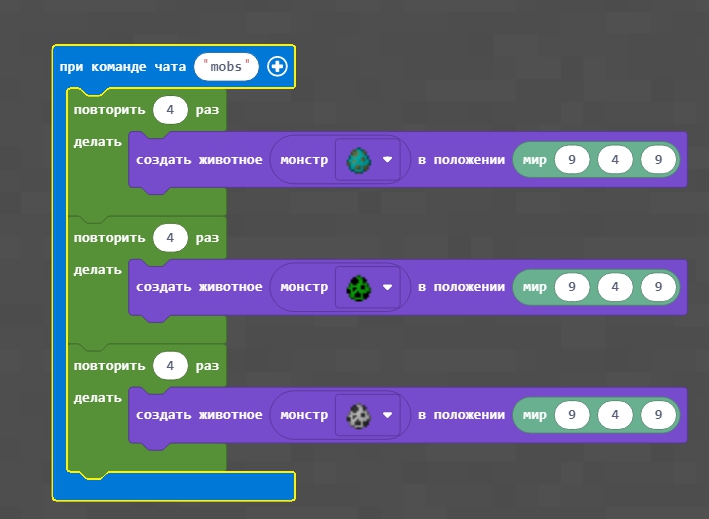 при команде чата "mobs"
повторить 4 раз
делать
создать животное монстр в положении мир 9 4 9
повторить 4 раз
делать
создать животное монстр в положении мир 9 4 9
повторить 4 раз
делать
создать животное монстр в положении мир 9 4 9